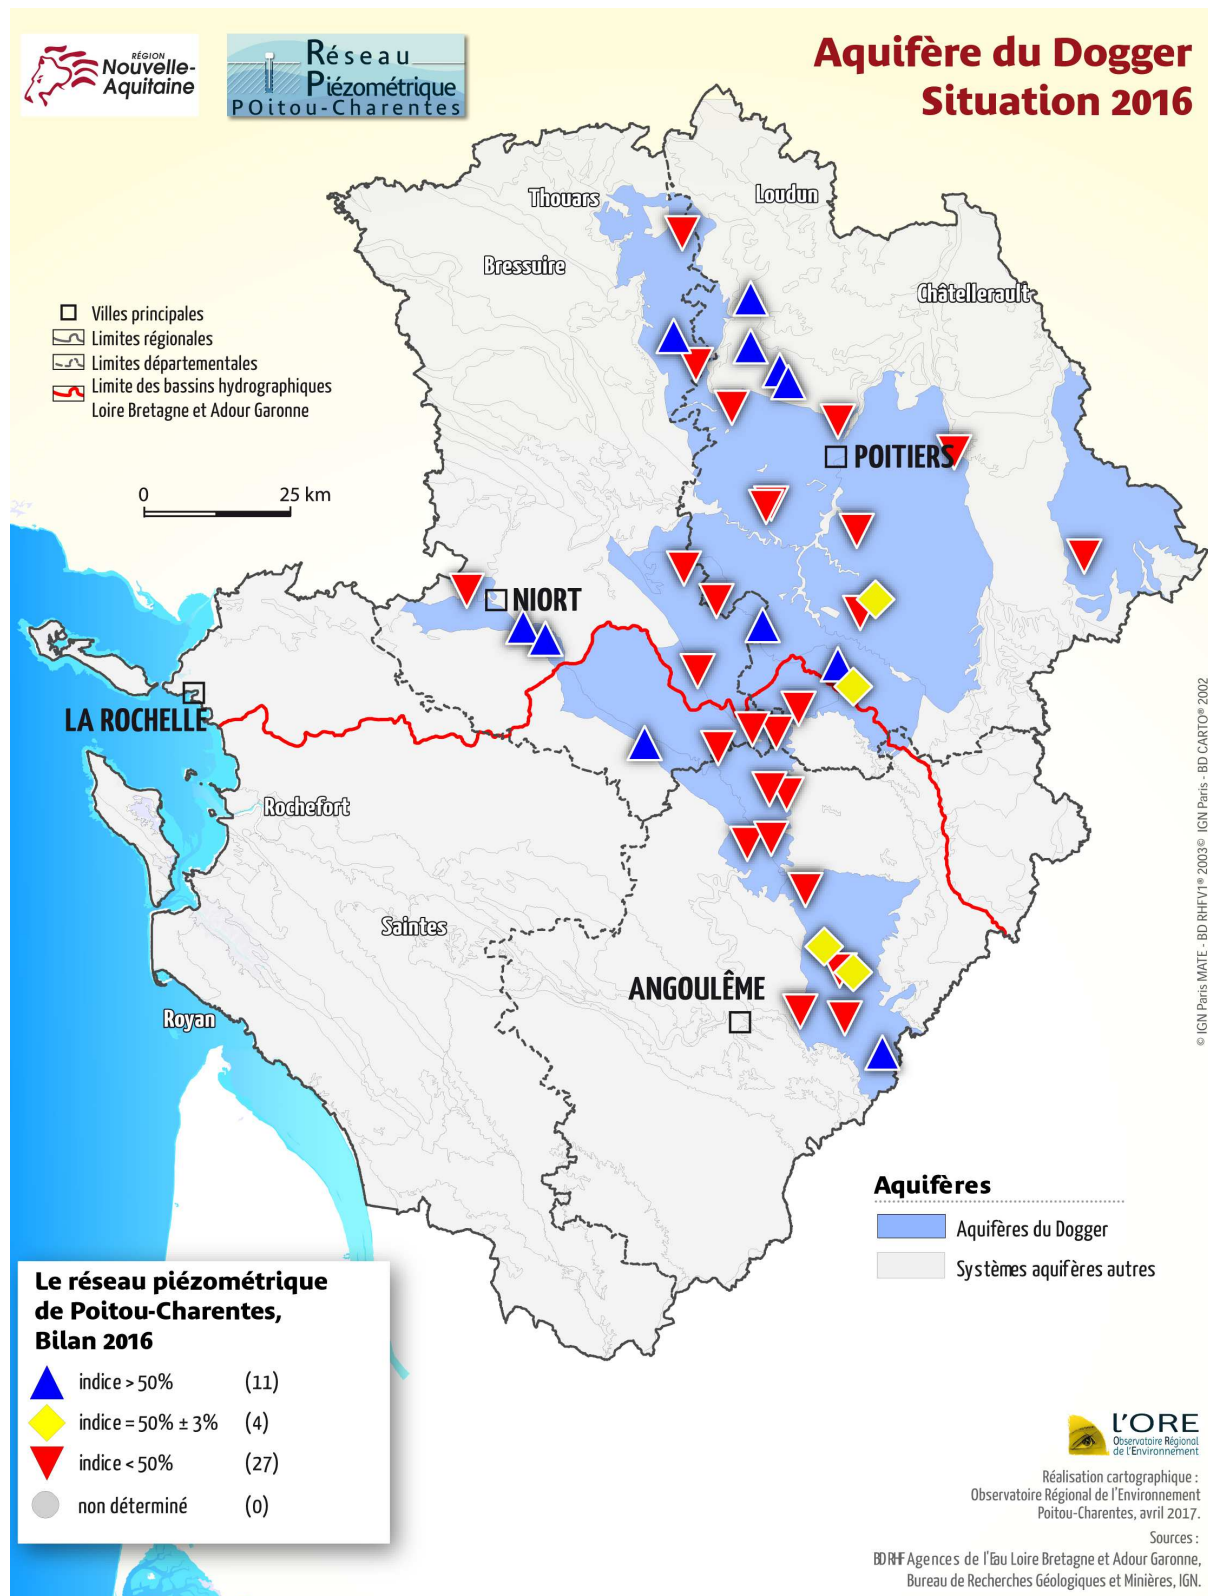 RÉGION
Nouvelle-
Aquitaine
Réseau
Piézométrique
POitou-Charentes
Aquifère du Dogger
Situation 2016
Thouars
Loudun
Bressuire
Châtellerault
Villes principales
Limites régionales
Limites départementales
Limite des bassins hydrographiques
Loire Bretagne et Adour Garonne
0 25 km
POITIERS
NIORT
LA ROCHELLE
Rochefort
Saintes
ANGOULÊME
Royan
© IGN Paris MATE - BD RHFV1® 2003© IGN Paris - BD CARTO® 2002
Aquifères
Aquifères du Dogger
Systèmes aquifères autres
Le réseau piézométrique
de Poitou-Charentes,
Bilan 2016
indice > 50% (11)
indice = 50% ± 3% (4)
indice < 50% (27)
non déterminé (0)
L'ORE
Observatoire Régional
de l'Environnement
Réalisation cartographique :
Observatoire Régional de l'Environnement
Poitou-Charentes, avril 2017.
Sources :
BD RHF Agences de l'Eau Loire Bretagne et Adour Garonne,
Bureau de Recherches Géologiques et Minières, IGN.